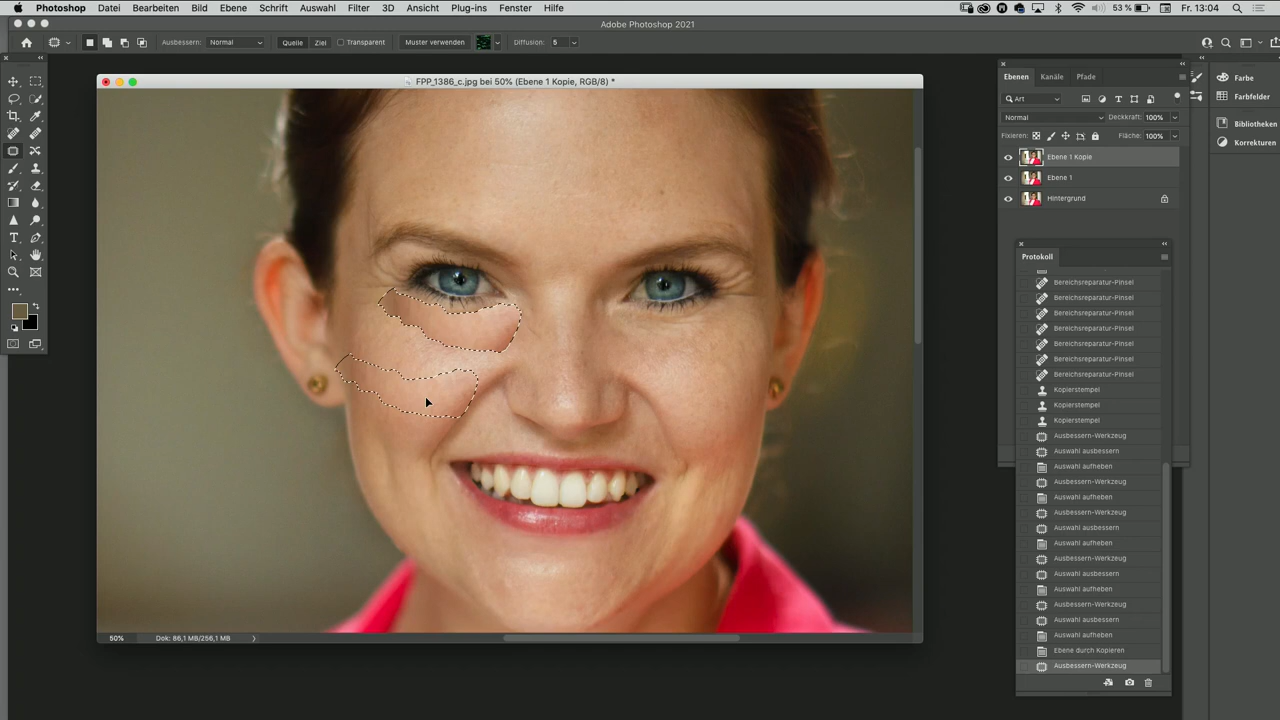 Photoshop Datei Bearbeiten Bild Ebene Schrift Auswahl Filter 3D Ansicht Plug-ins Fenster Hilfe 53 % Fr. 13:04
Adobe Photoshop 2021
Ausbessern: Normal Quelle Ziel Transparent Muster verwenden Diffusion: 5
FPP_1386_c.jpg bei 50% (Ebene 1 Kopie, RGB/8) *
Ebenen Kanäle Pfade
Art
Normal Deckkraft: 100%
Fixieren: Fläche: 100%
Ebene 1 Kopie
Ebene 1
Hintergrund
Farbe
Farbfelder
Bibliotheken
Korrekturen
Protokoll
Bereichsreparatur-Pinsel
Bereichsreparatur-Pinsel
Bereichsreparatur-Pinsel
Bereichsreparatur-Pinsel
Bereichsreparatur-Pinsel
Bereichsreparatur-Pinsel
Bereichsreparatur-Pinsel
Kopierstempel
Kopierstempel
Kopierstempel
Ausbessern-Werkzeug
Auswahl ausbessern
Auswahl aufheben
Ausbessern-Werkzeug
Auswahl aufheben
Ausbessern-Werkzeug
Auswahl ausbessern
Auswahl aufheben
Ausbessern-Werkzeug
Auswahl ausbessern
Auswahl aufheben
Ausbessern-Werkzeug
Auswahl ausbessern
Auswahl aufheben
Ebene durch Kopieren
Ausbessern-Werkzeug
50% Dok: 86,1 MB/256,1 MB